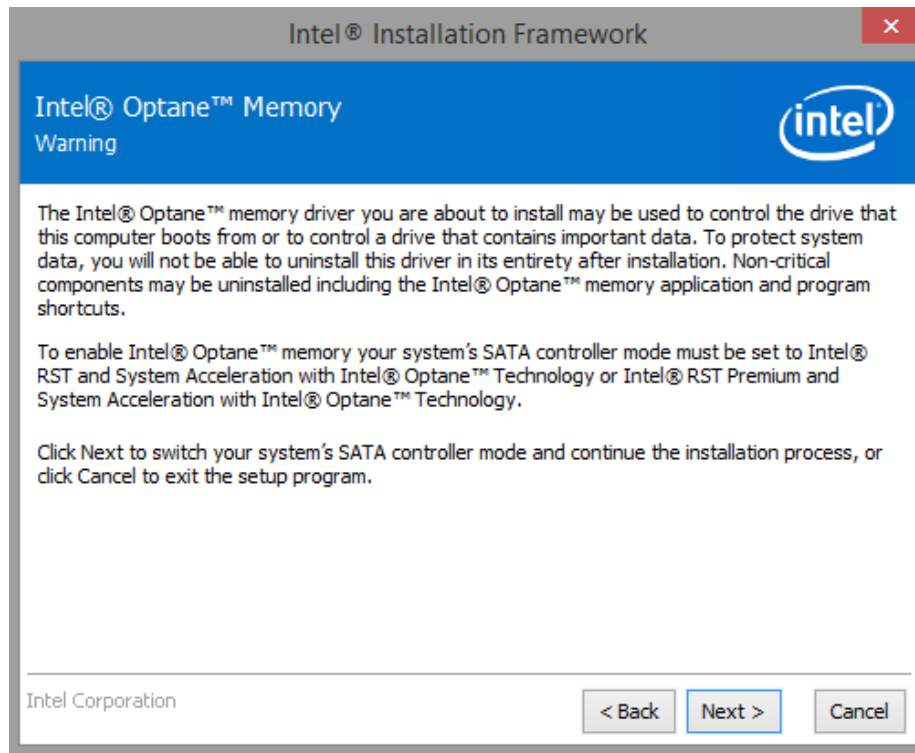 Intel® Installation Framework
Intel® Optane™ Memory
Warning
intel
The Intel® Optane™ memory driver you are about to install may be used to control the drive that
this computer boots from or to control a drive that contains important data. To protect system
data, you will not be able to uninstall this driver in its entirety after installation. Non-critical
components may be uninstalled including the Intel® Optane™ memory application and program
shortcuts.
To enable Intel® Optane™ memory your system's SATA controller mode must be set to Intel®
RST and System Acceleration with Intel® Optane™ Technology or Intel® RST Premium and
System Acceleration with Intel® Optane™ Technology.
Click Next to switch your system's SATA controller mode and continue the installation process, or
click Cancel to exit the setup program.
Intel Corporation
< Back
Next >
Cancel